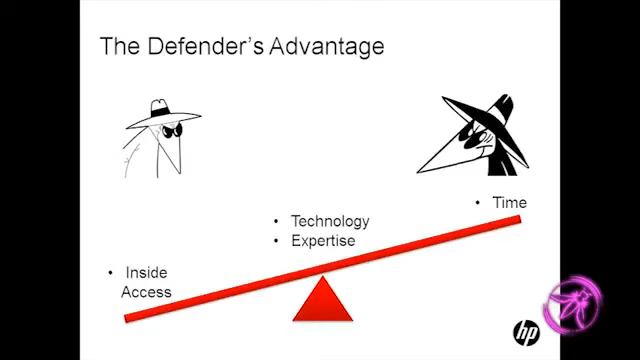 The Defender's Advantage
• Time
• Technology
• Expertise
• Inside
Access
hp